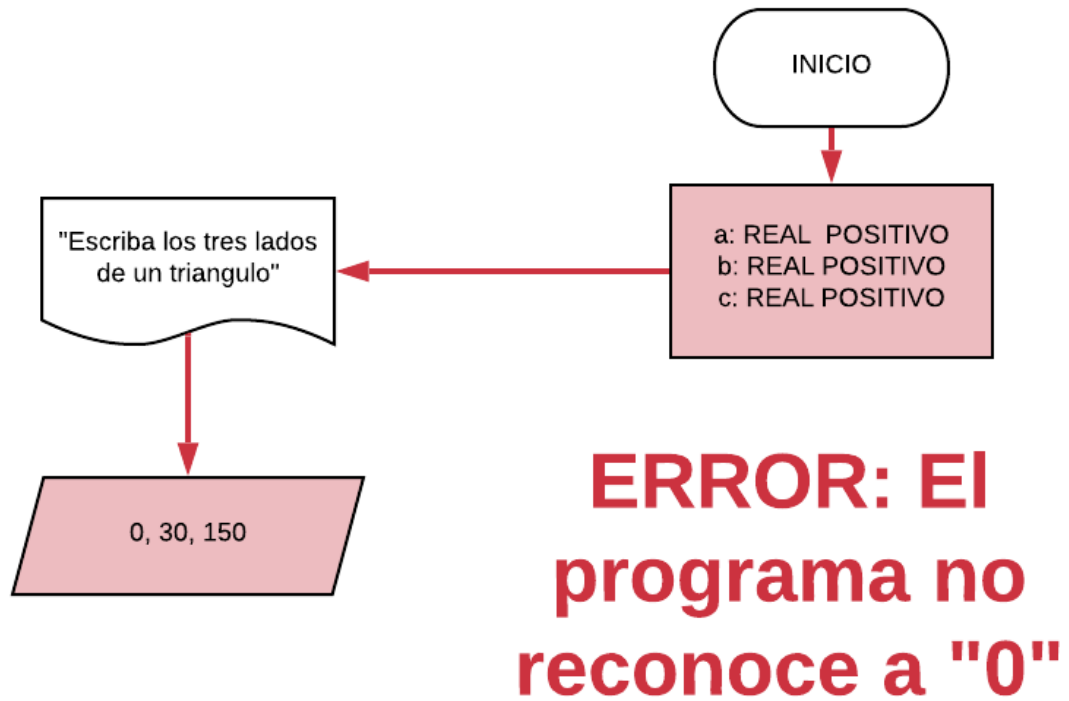 INICIO
a: REAL  POSITIVO
b: REAL POSITIVO
c: REAL POSITIVO
"Escriba los tres lados
de un triangulo"
0, 30, 150
ERROR: El
programa no
reconoce a "0"